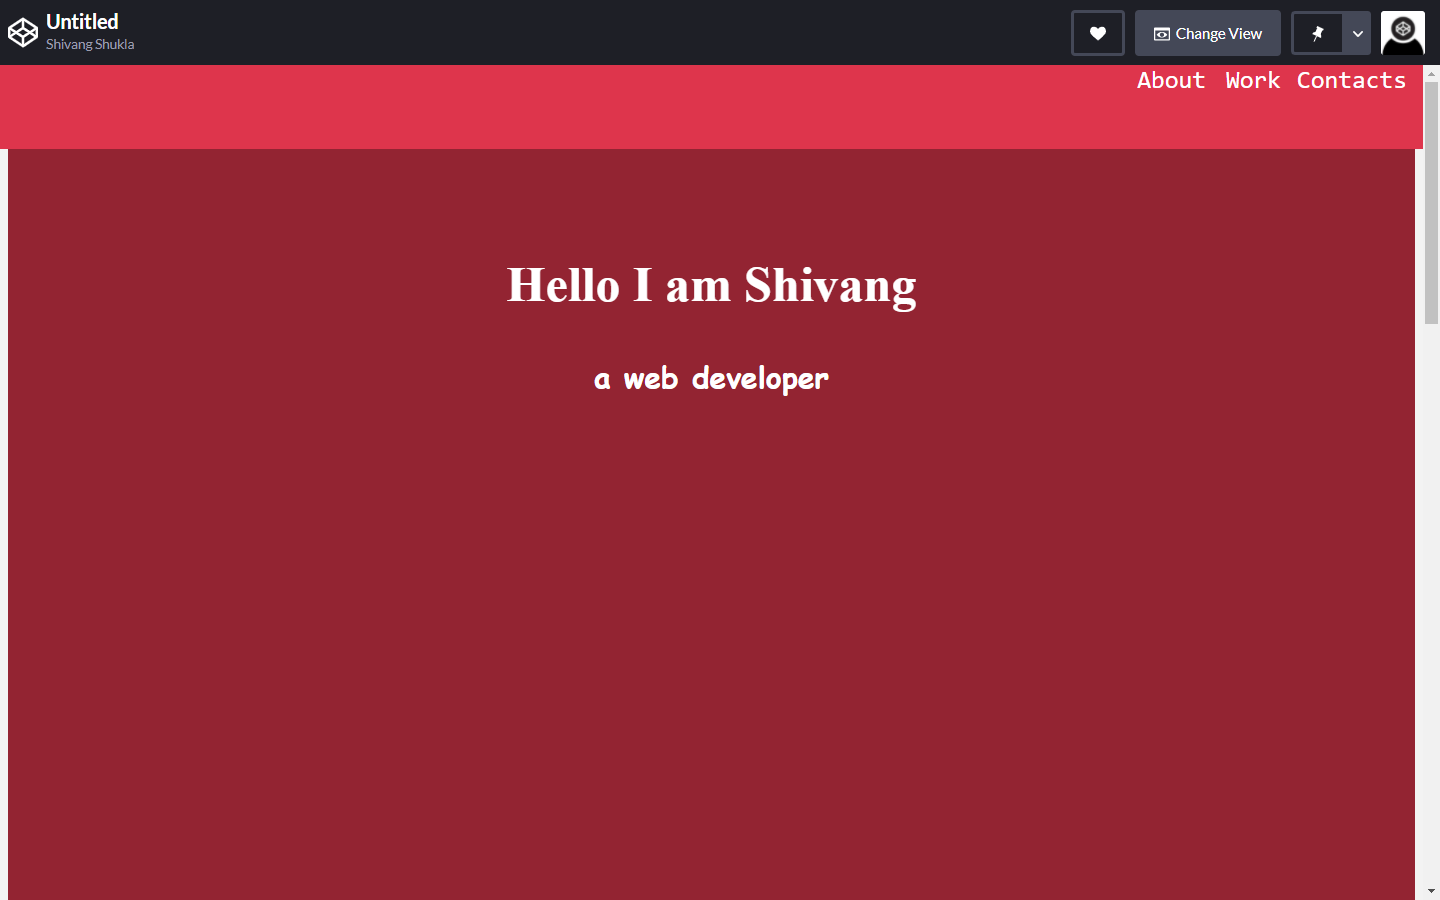 Untitled
Shivang Shukla
Change View
About Work Contacts
Hello I am Shivang
a web developer